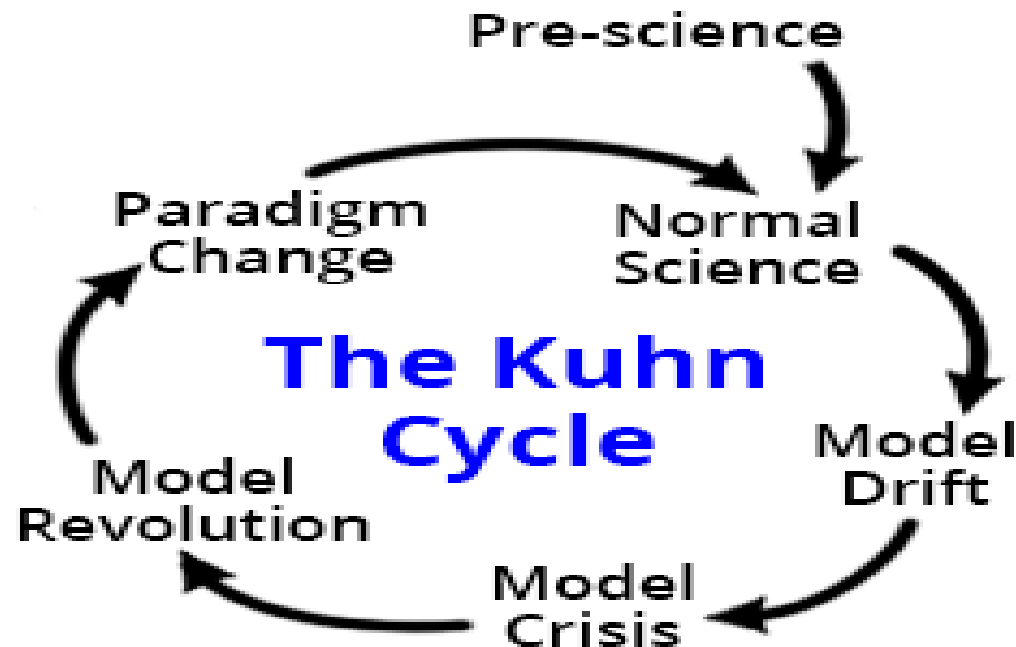 Pre-science
Paradigm
Change
Normal
Science
The Kuhn
Cycle
Model
Drift
Model
Revolution
Model
Crisis